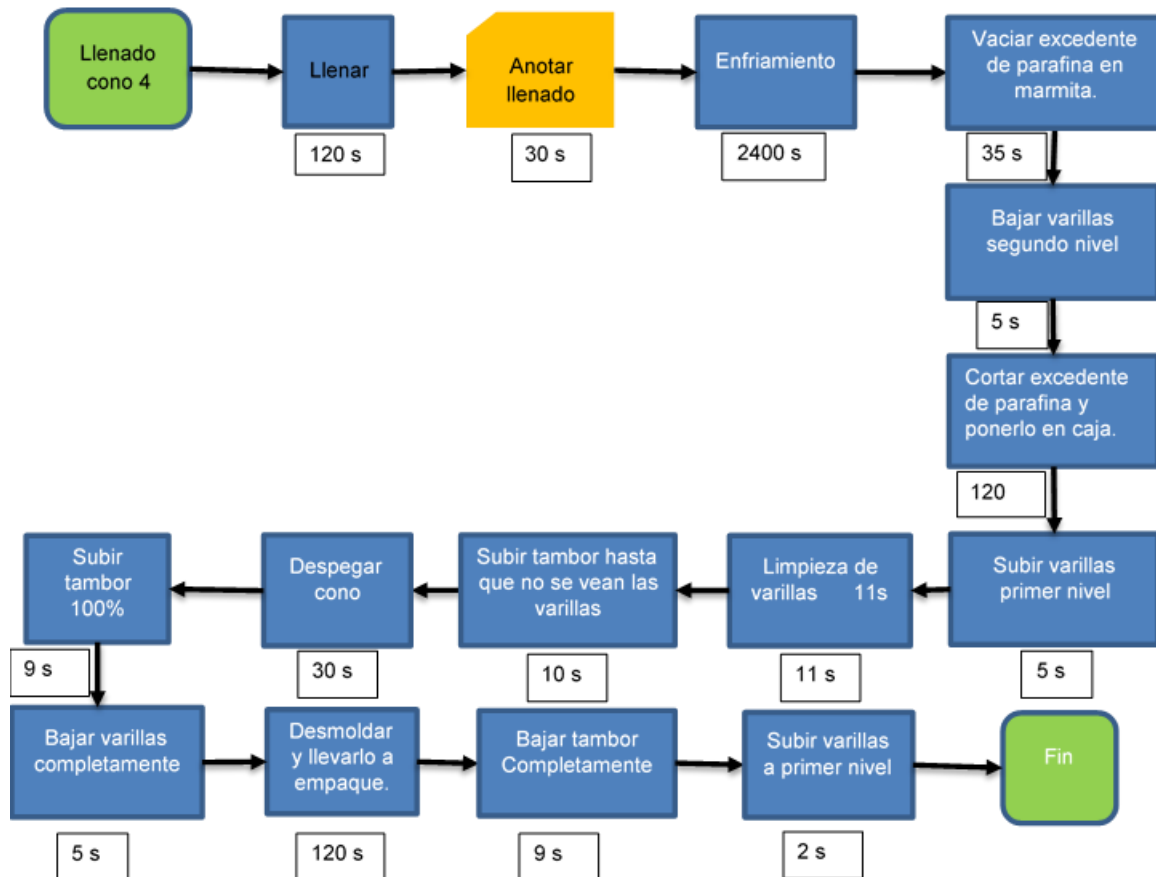 Llenado
cono 4
Llenar
120 s
Anotar
llenado
30 s
Enfriamiento
2400 s
Vaciar excedente
de parafina en
marmita.
35 s
Bajar varillas
segundo nivel
5 s
Cortar excedente
de parafina y
ponerlo en caja.
120
Subir varillas
primer nivel
5 s
Limpieza de
varillas 11s
11 s
Subir tambor hasta
que no se vean las
varillas
10 s
Despegar
cono
30 s
Subir
tambor
100%
9 s
Bajar varillas
completamente
5 s
Desmoldar
y llevarlo a
empaque.
120 s
Bajar tambor
Completamente
9 s
Subir varillas
a primer nivel
2 s
Fin